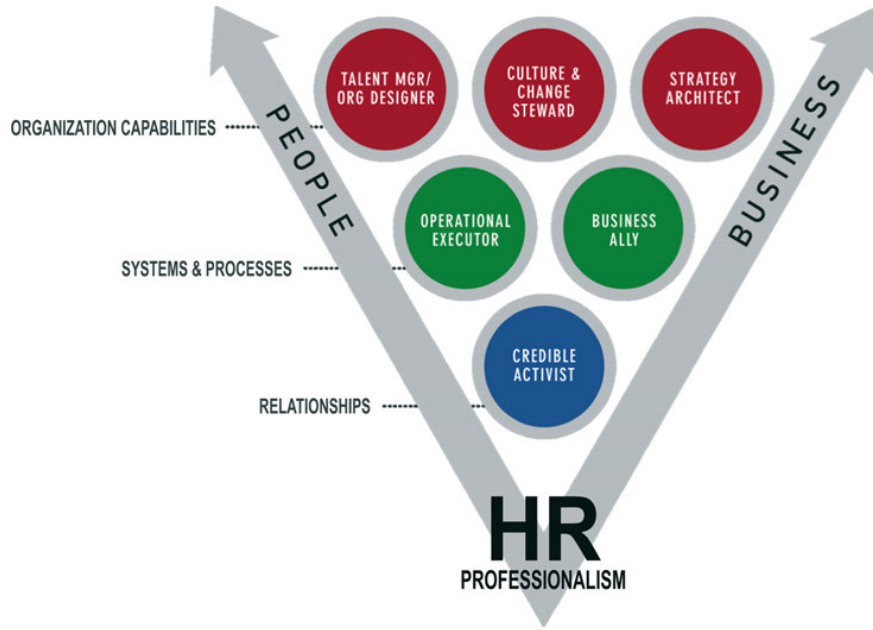 TALENT MGR/
ORG DESIGNER
CULTURE &
CHANGE
STEWARD
STRATEGY
ARCHITECT
ORGANIZATION CAPABILITIES
PEOPLE
BUSINESS
OPERATIONAL
EXECUTOR
BUSINESS
ALLY
SYSTEMS & PROCESSES
CREDIBLE
ACTIVIST
RELATIONSHIPS
HR
PROFESSIONALISM